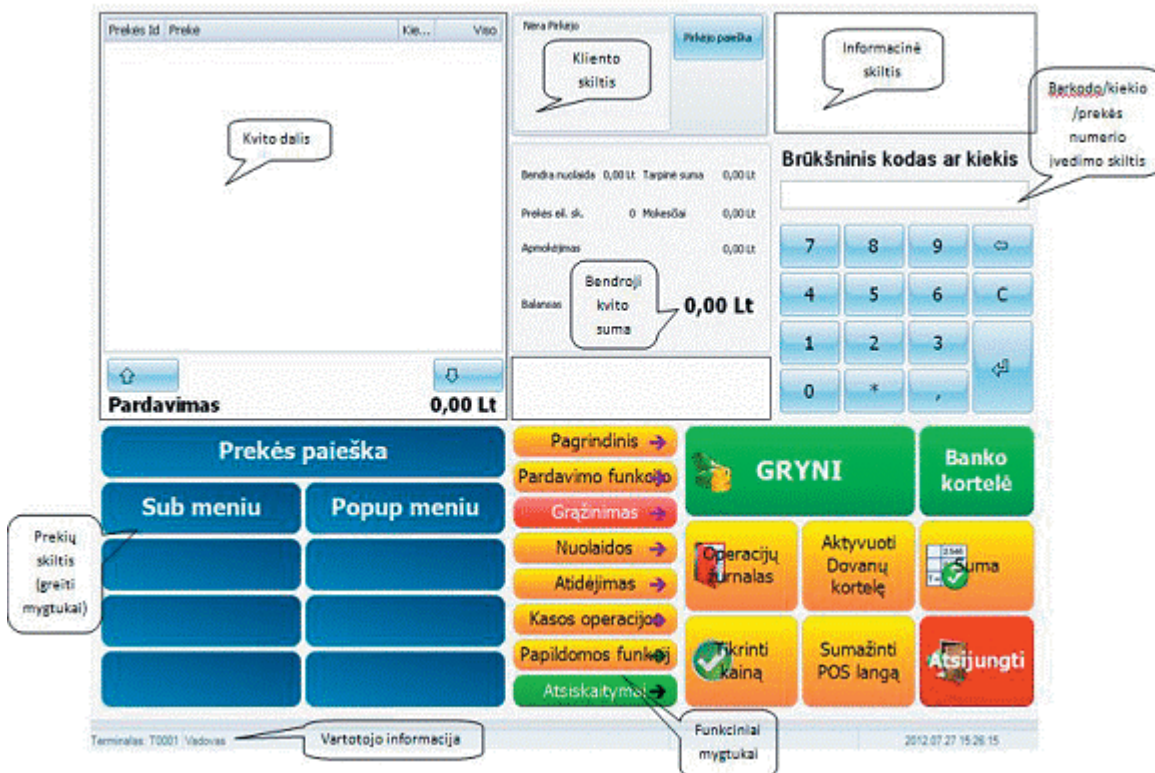 Prekės Id Prekė Kie... Viso
Kvito dalis
Pardavimas 0,00 Lt
Nėra Pirkėjo
Pirkėjo paieška
Kliento
skiltis
Informacinė
skiltis
Barkodo/kiekio
/prekės
numerio
įvedimo skiltis
Bendra nuolaida 0,00 Lt Tarpinė suma 0,00 Lt
Prekės eil. sk. 0 Mokesčiai 0,00 Lt
Apmokėjimas 0,00 Lt
Balansas 0,00 Lt
Bendroji
kvito
suma
Brūkšninis kodas ar kiekis
7 8 9
4 5 6 C
1 2 3
0 * ,
Prekės paieška
Sub meniu Popup meniu
Prekių
skiltis
(greiti
mygtukai)
Pagrindinis
Pardavimo funkcijo
Grąžinimas
Nuolaidos
Atidėjimas
Kasos operacijos
Papildomos funkcij
Atsiskaitymai
GRYNI
Banko
kortelė
Operacijų
žurnalas
Aktyvuoti
Dovanų
kortelę
Suma
Tikrinti
kainą
Sumažinti
POS langą
Atsijungti
Funkciniai
mygtukai
Terminalas: T0001 Vadovas
Vartotojo informacija
2012.07.27 15:26:15